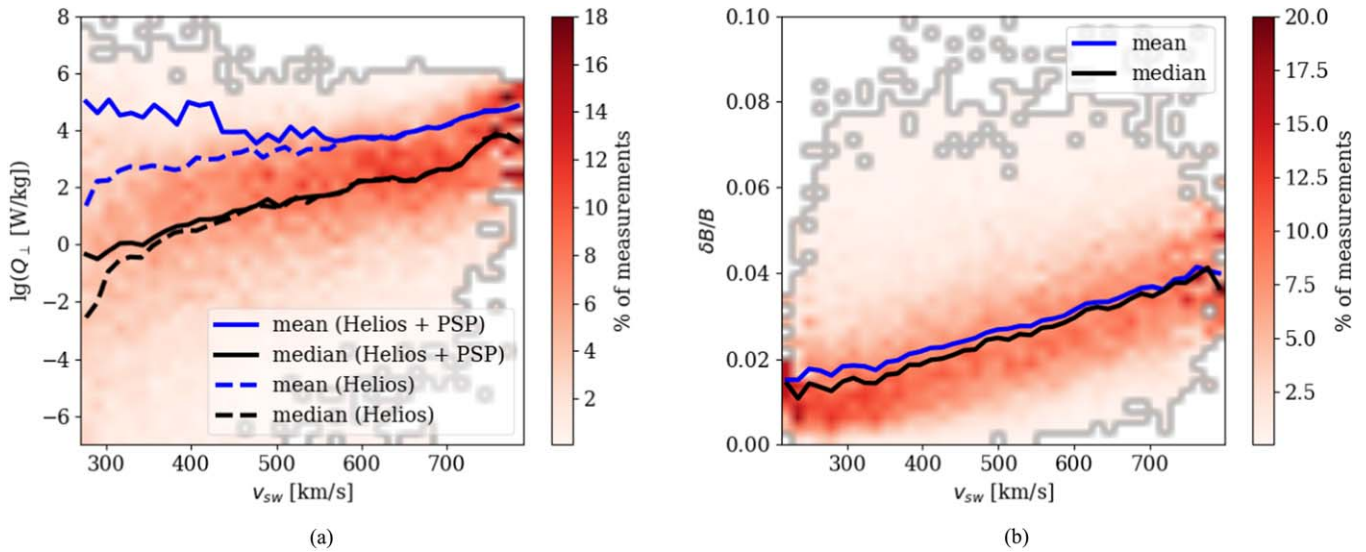 8
6
4
2
0
−2
−4
−6
lg(Q⊥ [W/kg])
300 400 500 600 700
v_sw [km/s]
mean (Helios + PSP)
median (Helios + PSP)
mean (Helios)
median (Helios)
18
16
14
12
10
8
6
4
2
% of measurements
(a)
0.10
0.08
0.06
0.04
0.02
0.00
δB/B
300 400 500 600 700
v_sw [km/s]
mean
median
20.0
17.5
15.0
12.5
10.0
7.5
5.0
2.5
% of measurements
(b)